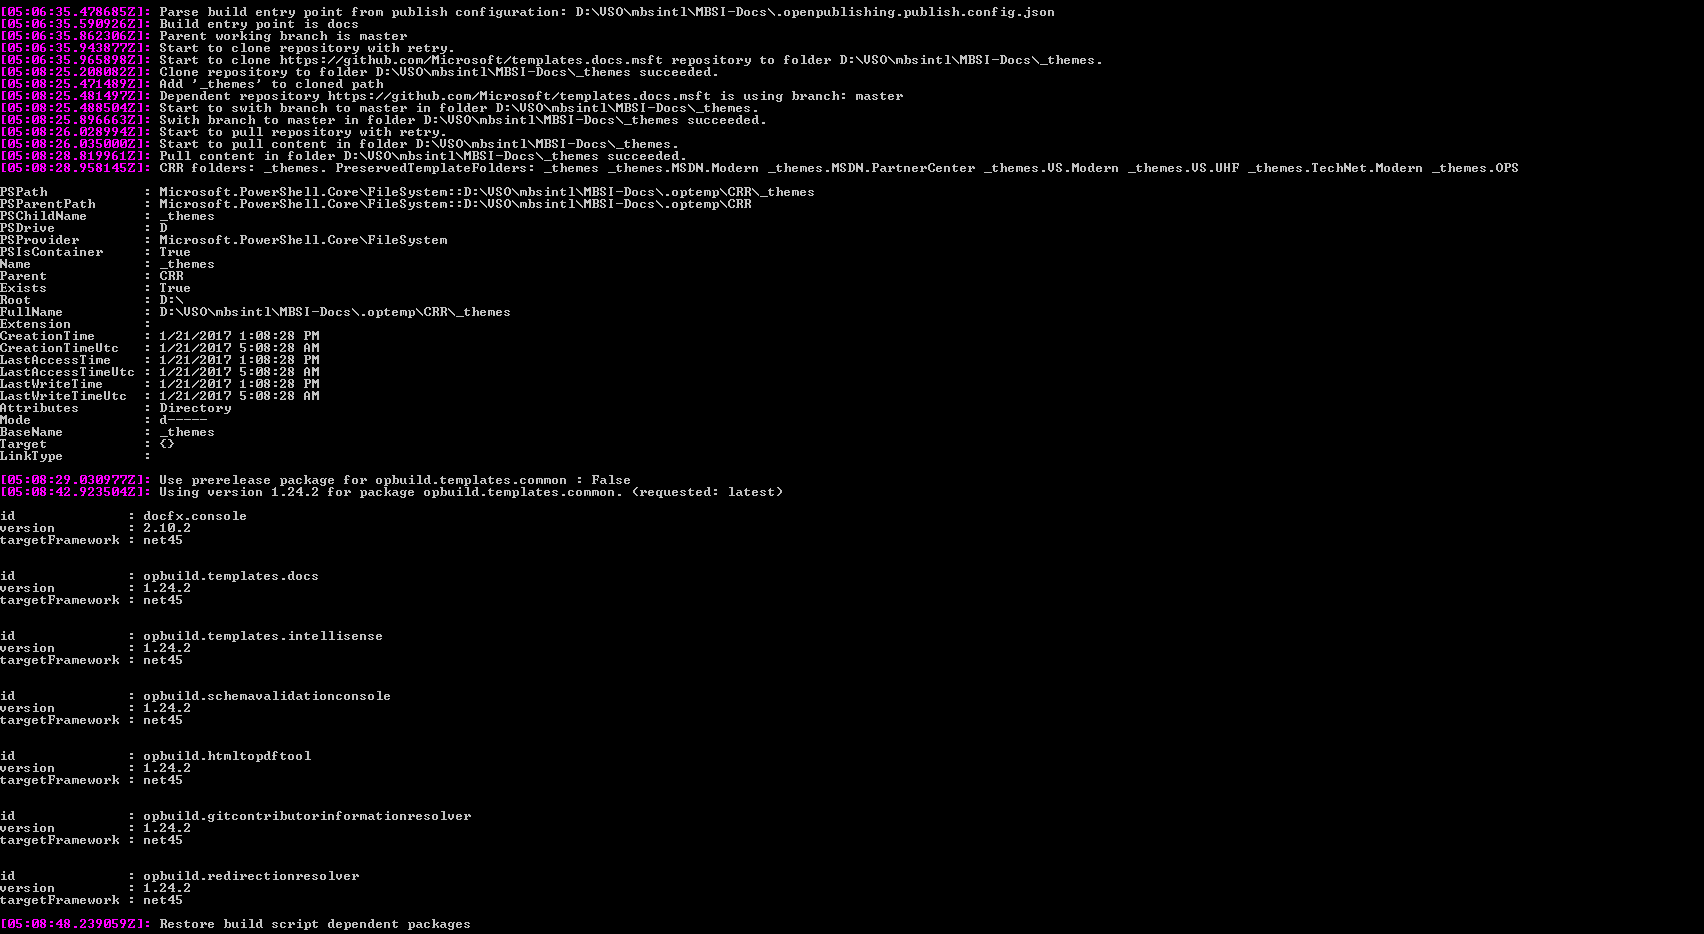 [05:06:35.478685Z]: Parse build entry point from publish configuration: D:\VSO\mbsintl\MBSI-Docs\.openpublishing.publish.config.json
[05:06:35.590926Z]: Build entry point is docs
[05:06:35.862306Z]: Parent working branch is master
[05:06:35.943877Z]: Start to clone repository with retry.
[05:06:35.965898Z]: Start to clone https://github.com/Microsoft/templates.docs.msft repository to folder D:\VSO\mbsintl\MBSI-Docs\_themes.
[05:08:25.208082Z]: Clone repository to folder D:\VSO\mbsintl\MBSI-Docs\_themes succeeded.
[05:08:25.471489Z]: Add '_themes' to cloned path
[05:08:25.481497Z]: Dependent repository https://github.com/Microsoft/templates.docs.msft is using branch: master
[05:08:25.488504Z]: Start to swith branch to master in folder D:\VSO\mbsintl\MBSI-Docs\_themes.
[05:08:25.896663Z]: Swith branch to master in folder D:\VSO\mbsintl\MBSI-Docs\_themes succeeded.
[05:08:26.028994Z]: Start to pull repository with retry.
[05:08:26.035000Z]: Start to pull content in folder D:\VSO\mbsintl\MBSI-Docs\_themes.
[05:08:28.819961Z]: Pull content in folder D:\VSO\mbsintl\MBSI-Docs\_themes succeeded.
[05:08:28.958145Z]: CRR folders: _themes. PreservedTemplateFolders: _themes _themes.MSDN.Modern _themes.MSDN.PartnerCenter _themes.VS.Modern _themes.VS.UHF _themes.TechNet.Modern _themes.OPS
PSPath : Microsoft.PowerShell.Core\FileSystem::D:\VSO\mbsintl\MBSI-Docs\.optemp\CRR\_themes
PSParentPath : Microsoft.PowerShell.Core\FileSystem::D:\VSO\mbsintl\MBSI-Docs\.optemp\CRR
PSChildName : _themes
PSDrive : D
PSProvider : Microsoft.PowerShell.Core\FileSystem
PSIsContainer : True
Name : _themes
Parent : CRR
Exists : True
Root : D:\
FullName : D:\VSO\mbsintl\MBSI-Docs\.optemp\CRR\_themes
Extension :
CreationTime : 1/21/2017 1:08:28 PM
CreationTimeUtc : 1/21/2017 5:08:28 AM
LastAccessTime : 1/21/2017 1:08:28 PM
LastAccessTimeUtc : 1/21/2017 5:08:28 AM
LastWriteTime : 1/21/2017 1:08:28 PM
LastWriteTimeUtc : 1/21/2017 5:08:28 AM
Attributes : Directory
Mode : d-----
BaseName : _themes
Target : {}
LinkType :
[05:08:29.030977Z]: Use prerelease package for opbuild.templates.common : False
[05:08:42.923504Z]: Using version 1.24.2 for package opbuild.templates.common. (requested: latest)
id : docfx.console
version : 2.10.2
targetFramework : net45
id : opbuild.templates.docs
version : 1.24.2
targetFramework : net45
id : opbuild.templates.intellisense
version : 1.24.2
targetFramework : net45
id : opbuild.schemavalidationconsole
version : 1.24.2
targetFramework : net45
id : opbuild.htmltopdftool
version : 1.24.2
targetFramework : net45
id : opbuild.gitcontributorinformationresolver
version : 1.24.2
targetFramework : net45
id : opbuild.redirectionresolver
version : 1.24.2
targetFramework : net45
[05:08:48.239059Z]: Restore build script dependent packages